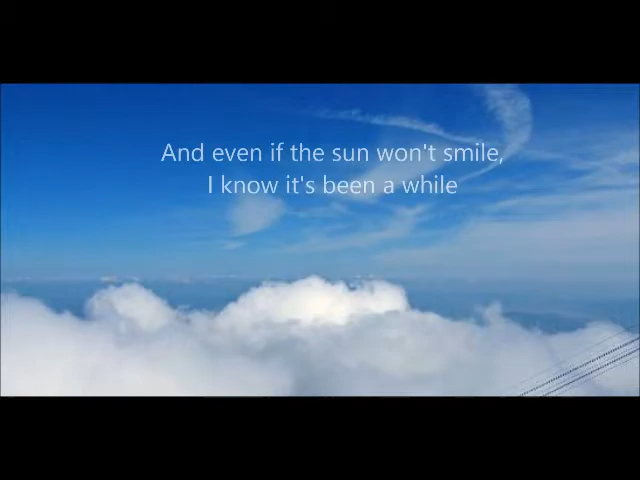 And even if the sun won't smile,
I know it's been a while